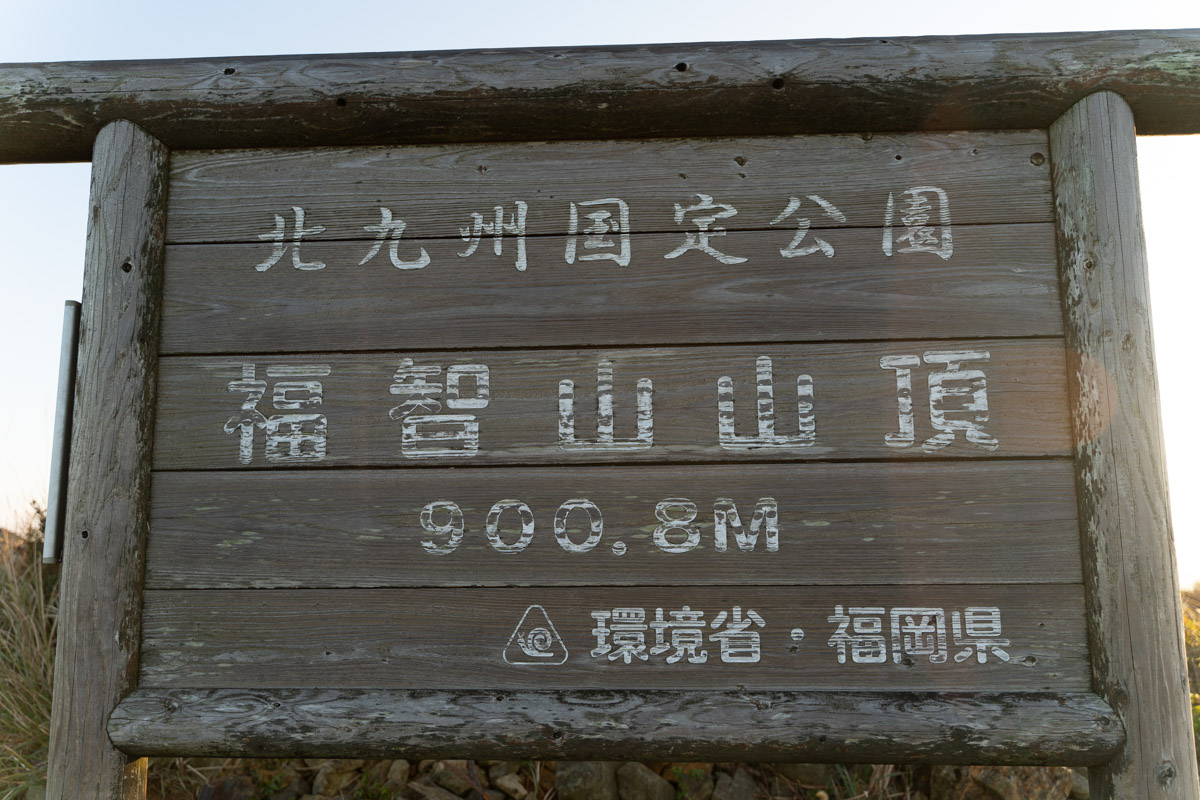 北九州国定公園
福智山山頂
900.8M
環境省・福岡県